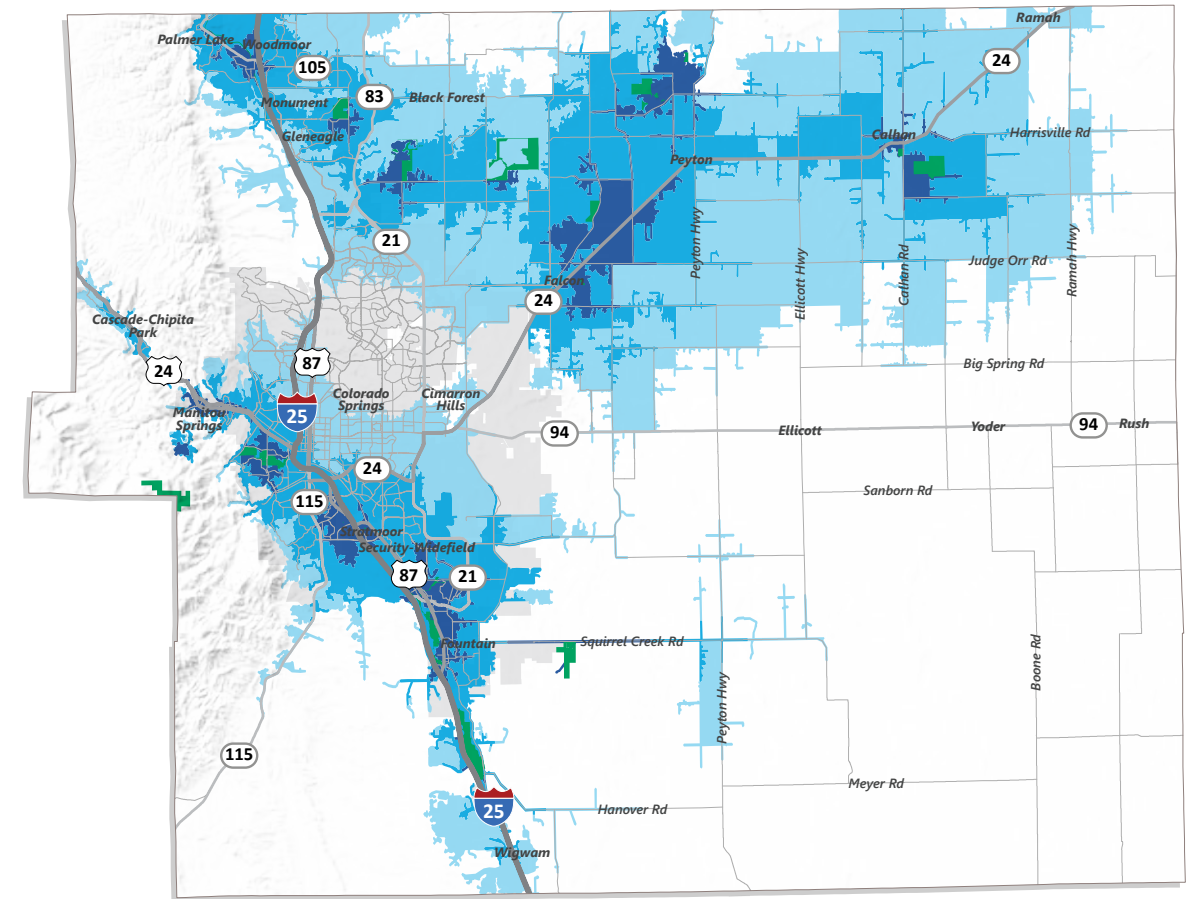 Ramah
Palmer Lake
Woodmoor
24
105
83
Black Forest
Monument
Gleneagle
Calhan
Harrisville Rd
Peyton
21
Peyton Hwy
Ellicott Hwy
Calhan Rd
Judge Orr Rd
Ramah Hwy
Falcon
24
Cascade-Chipita
Park
24
87
Big Spring Rd
Colorado
Springs
Cimarron
Hills
25
Manitou
Springs
94
Ellicott
Yoder
94
Rush
24
Sanborn Rd
115
Stratmoor
Security-Widefield
87
21
Fountain
Squirrel Creek Rd
Boone Rd
Peyton Hwy
115
Meyer Rd
25
Hanover Rd
Wigwam